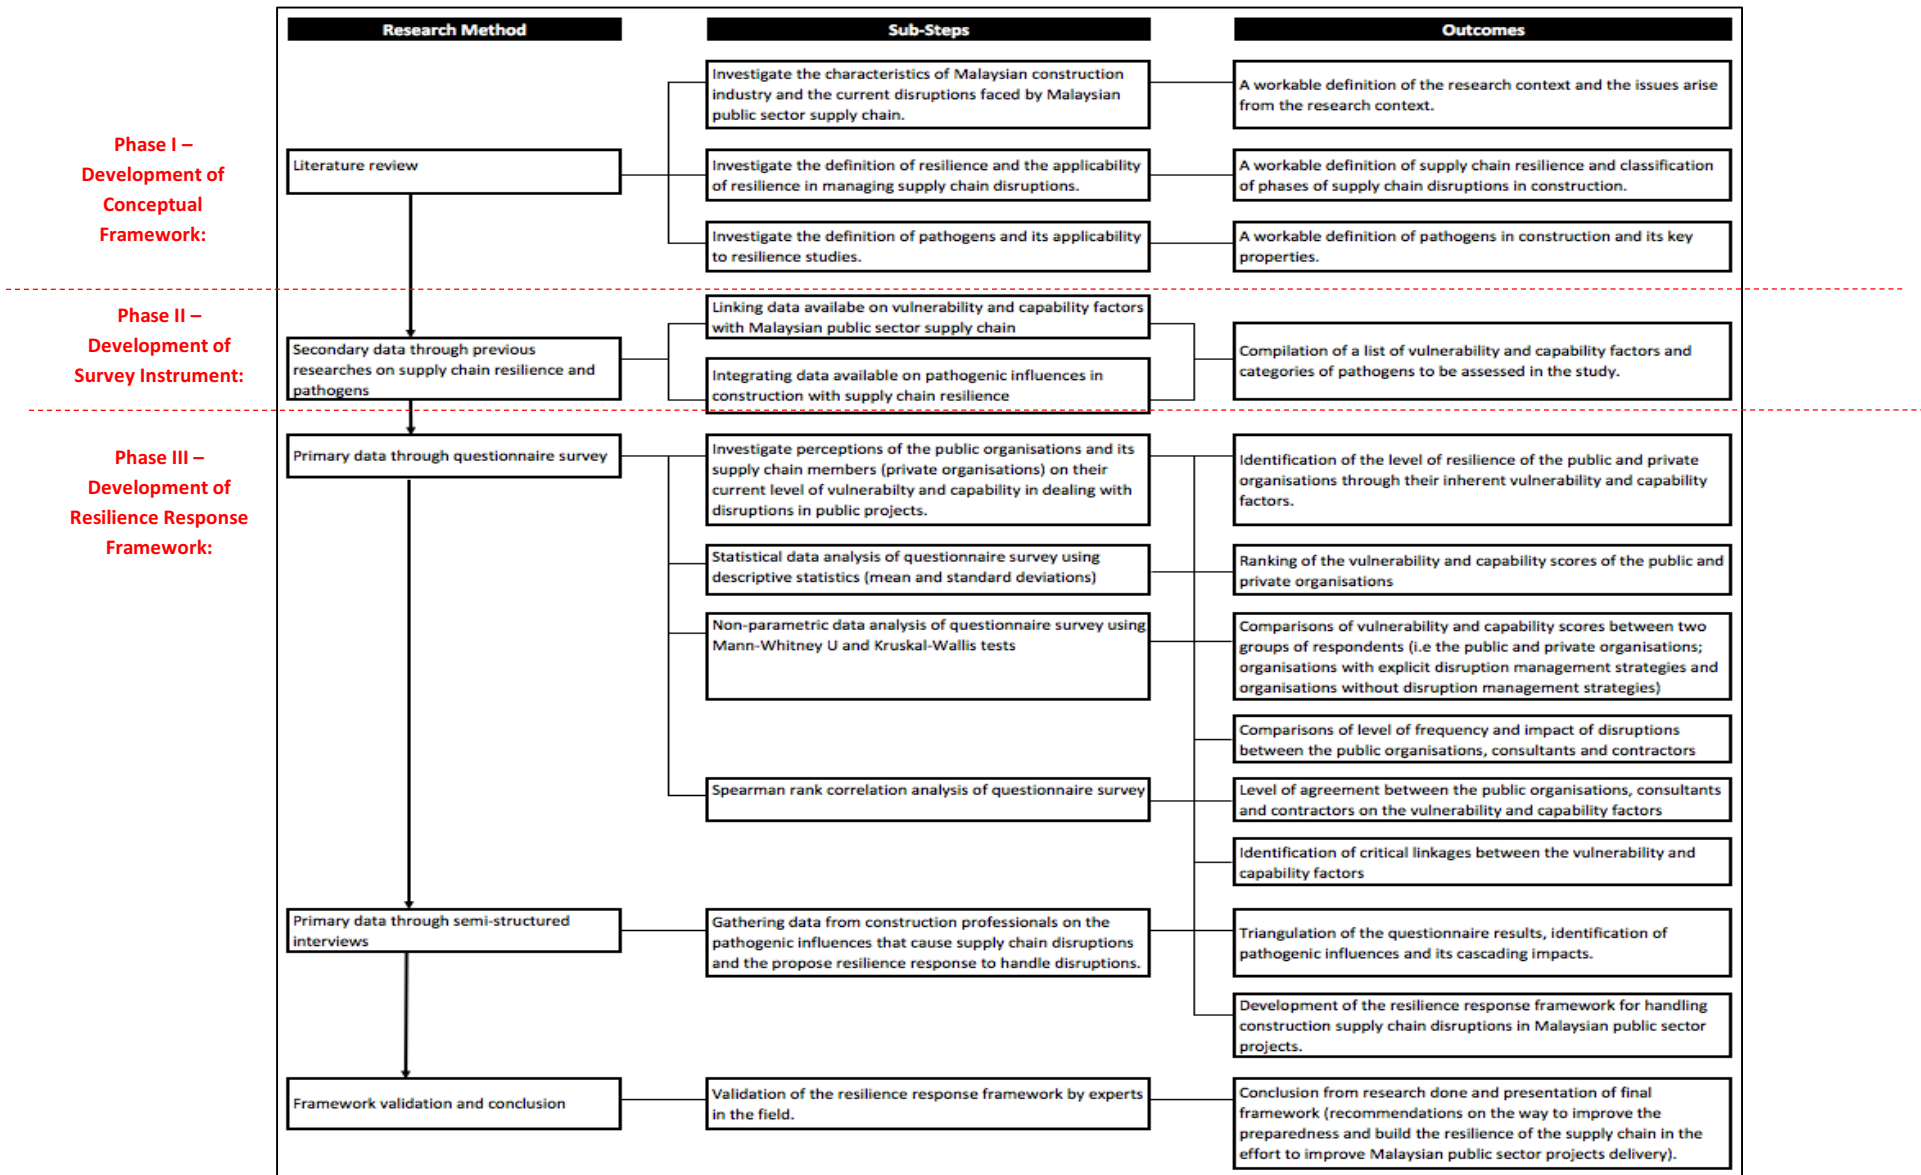 Research Method
Sub-Steps
Outcomes
Phase I –
Development of
Conceptual
Framework:
Literature review
Investigate the characteristics of Malaysian construction
industry and the current disruptions faced by Malaysian
public sector supply chain.
A workable definition of the research context and the issues arise
from the research context.
Investigate the definition of resilience and the applicability
of resilience in managing supply chain disruptions.
A workable definition of supply chain resilience and classification
of phases of supply chain disruptions in construction.
Investigate the definition of pathogens and its applicability
to resilience studies.
A workable definition of pathogens in construction and its key
properties.
Phase II –
Development of
Survey Instrument:
Secondary data through previous
researches on supply chain resilience and
pathogens
Linking data availabe on vulnerability and capability factors
with Malaysian public sector supply chain
Integrating data available on pathogenic influences in
construction with supply chain resilience
Compilation of a list of vulnerability and capability factors and
categories of pathogens to be assessed in the study.
Phase III –
Development of
Resilience Response
Framework:
Primary data through questionnaire survey
Investigate perceptions of the public organisations and its
supply chain members (private organisations) on their
current level of vulnerabilty and capability in dealing with
disruptions in public projects.
Identification of the level of resilience of the public and private
organisations through their inherent vulnerability and capability
factors.
Statistical data analysis of questionnaire survey using
descriptive statistics (mean and standard deviations)
Ranking of the vulnerability and capability scores of the public and
private organisations
Non-parametric data analysis of questionnaire survey using
Mann-Whitney U and Kruskal-Wallis tests
Comparisons of vulnerability and capability scores between two
groups of respondent (i.e the public and private organisations;
organisations with explicit disruption management strategies and
organisations without disruption management strategies)
Comparisons of level of frequency and impact of disruptions
between the public organisations, consultants and contractors
Spearman rank correlation analysis of questionnaire survey
Level of agreement between the public organisations, consultants
and contractors on the vulnerability and capability factors
Identification of critical linkages between the vulnerability and
capability factors
Primary data through semi-structured
interviews
Gathering data from construction professionals on the
pathogenic influences that cause supply chain disruptions
and the propose resilience response to handle disruptions.
Triangulation of the questionnaire results, identification of
pathogenic influences and its cascading impacts.
Development of the resilience response framework for handling
construction supply chain disruptions in Malaysian public sector
projects.
Framework validation and conclusion
Validation of the resilience response framework by experts
in the field.
Conclusion from research done and presentation of final
framework (recommendations on the way to improve the
preparedness and build the resilience of the supply chain in the
effort to improve Malaysian public sector projects delivery).